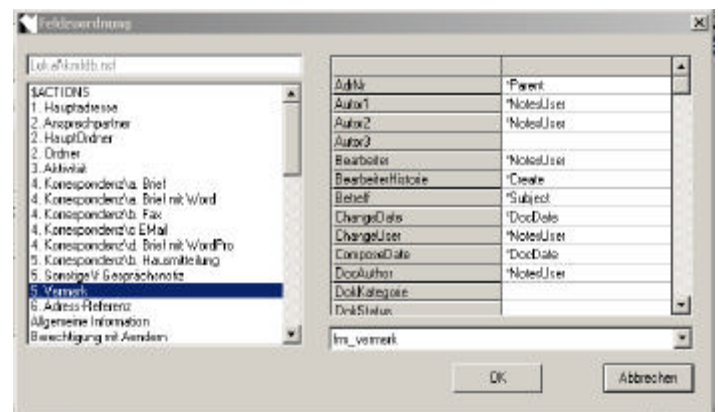 Feldzuordnung
Lokal\kmldb.nsf
$ACTIONS
1. Hauptadresse
2. Ansprechpartner
2. HauptOrdner
2. Ordner
3. Aktivität
4. Korrespondenz\a. Brief
4. Korrespondenz\a. Brief mit Word
4. Korrespondenz\b. Fax
4. Korrespondenz\c EMail
4. Korrespondenz\d. Brief mit WordPro
5. Korrespondenz\b. Hausmitteilung
5. Sonstige\/ Gesprächsnotiz
5. Vermerk
6. Adress-Referenz
Allgemeine Information
Berechtigung mit Aendern
AdrNr *Parent
Autor1 *NotesUser
Autor2 *NotesUser
Autor3
Bearbeiter *NotesUser
BearbeiterHistorie *Create
Betreff *Subject
ChangeDate *DocDate
ChangeUser *NotesUser
ComposeDate *DocDate
DocAuthor *NotesUser
DokKategorie
DokStatus
frm_vermerk
OK
Abbrechen